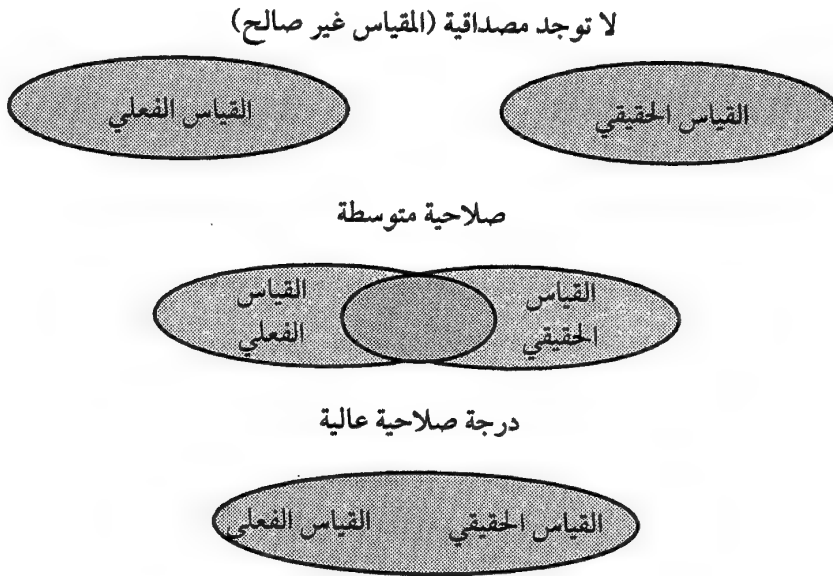 لا توجد مصداقية (المقياس غير صالح)
القياس الحقيقي
القياس الفعلي
صلاحية متوسطة
القياس
الحقيقي
القياس
الفعلي
درجة صلاحية عالية
القياس الحقيقي
القياس الفعلي